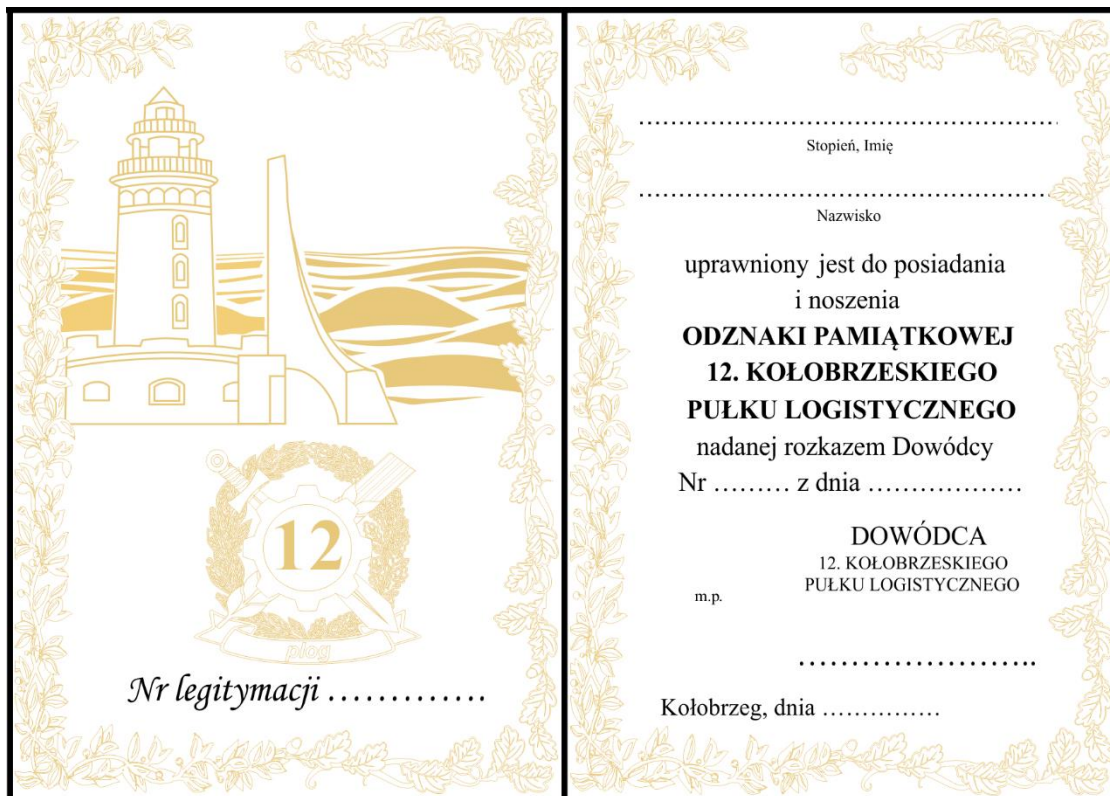 12
plog
Nr legitymacji ………….
………………………………………………
Stopień, Imię
………………………………………………
Nazwisko
uprawniony jest do posiadania
i noszenia
ODZNAKI PAMIĄTKOWEJ
12. KOŁOBRZESKIEGO
PUŁKU LOGISTYCZNEGO
nadanej rozkazem Dowódcy
Nr ……… z dnia ………………
DOWÓDCA
12. KOŁOBRZESKIEGO
PUŁKU LOGISTYCZNEGO
m.p.
…………………..
Kołobrzeg, dnia ……………